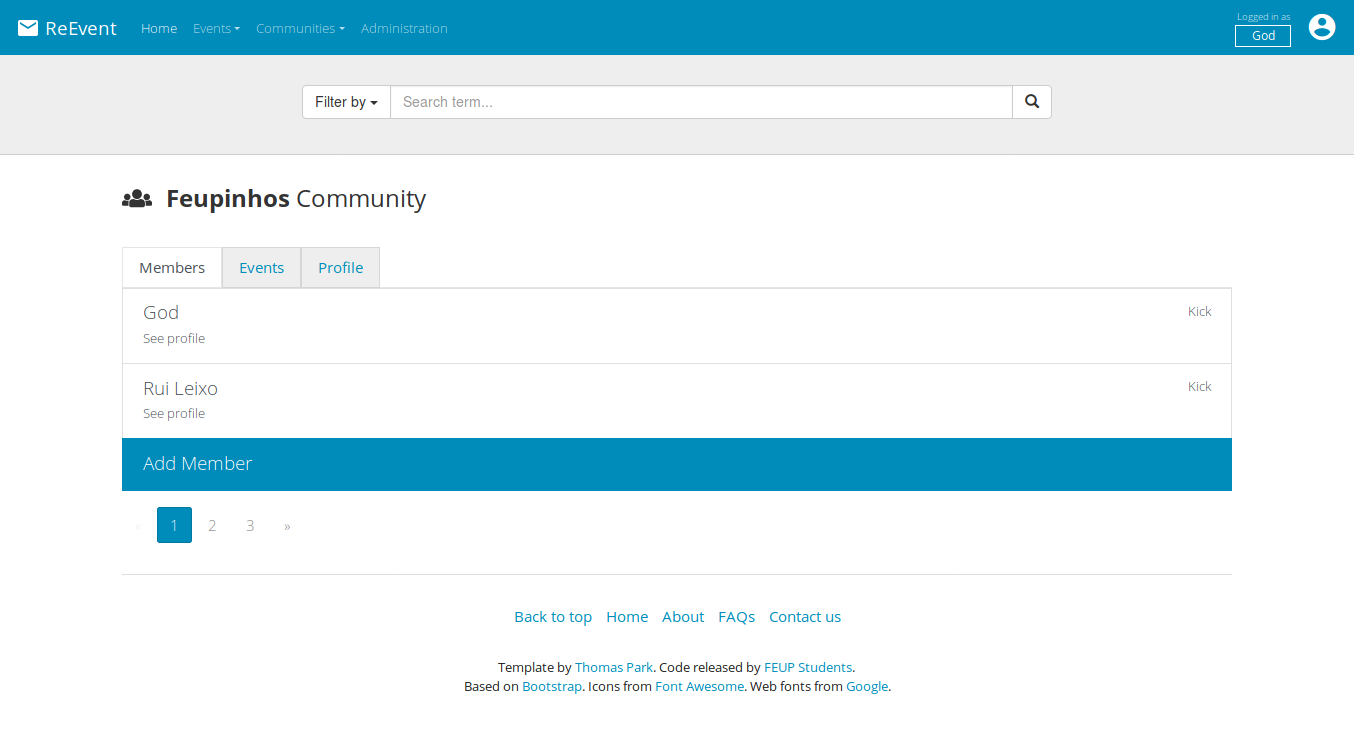 ReEvent Home Events Communities Administration Logged in as
God
Filter by Search term...
Feupinhos Community
Members Events Profile
God Kick
See profile
Rui Leixo Kick
See profile
Add Member
« 1 2 3 »
Back to top Home About FAQs Contact us
Template by Thomas Park. Code released by FEUP Students.
Based on Bootstrap. Icons from Font Awesome. Web fonts from Google.